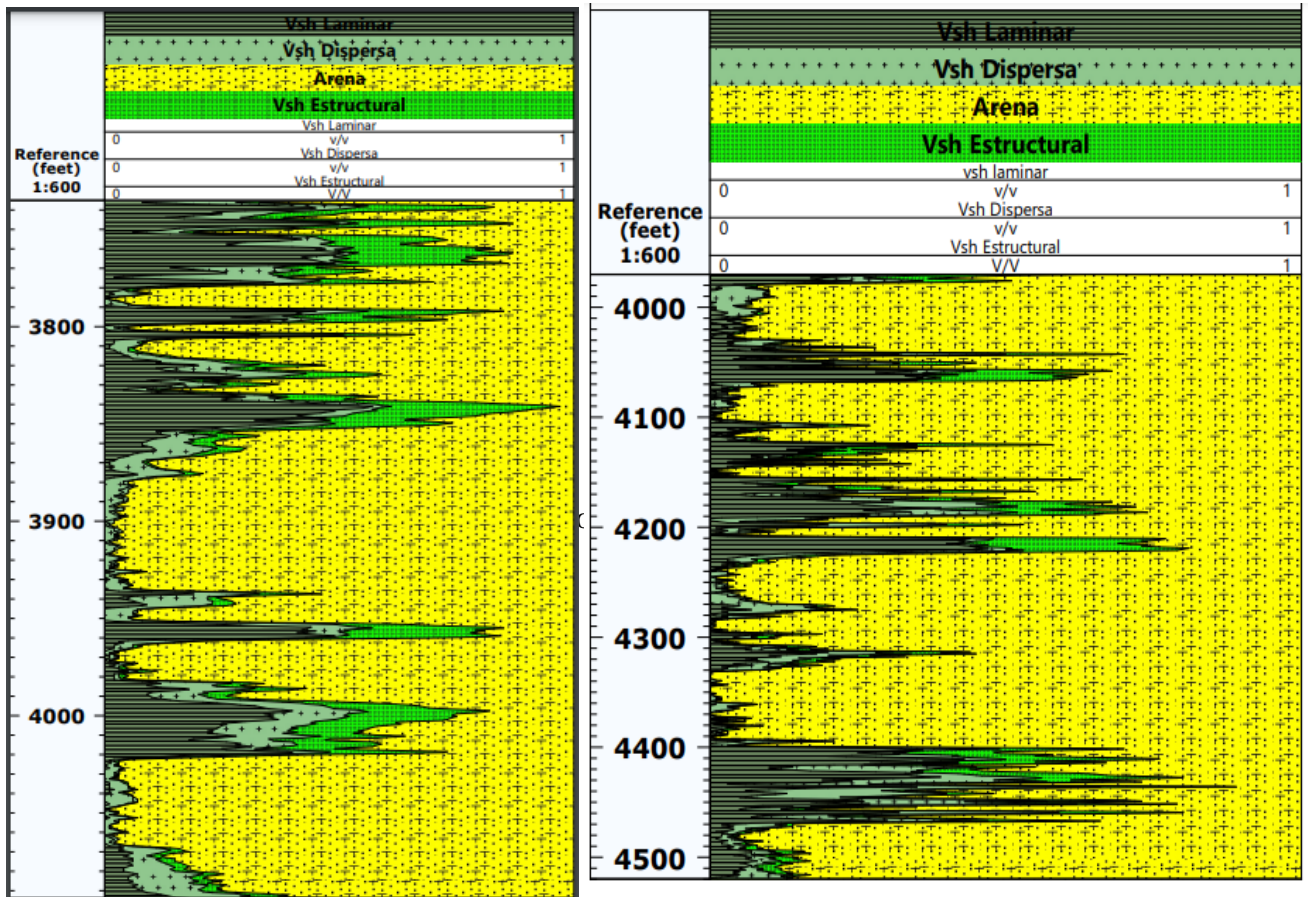 Vsh Laminar
Vsh Dispersa
Arena
Vsh Estructural
Vsh Laminar
0 v/v 1
Vsh Dispersa
0 v/v 1
Vsh Estructural
0 V/V 1
Reference
(feet)
1:600
3800
3900
4000
Vsh Laminar
Vsh Dispersa
Arena
Vsh Estructural
vsh laminar
0 v/v 1
Vsh Dispersa
0 v/v 1
Vsh Estructural
0 V/V 1
Reference
(feet)
1:600
4000
4100
4200
4300
4400
4500